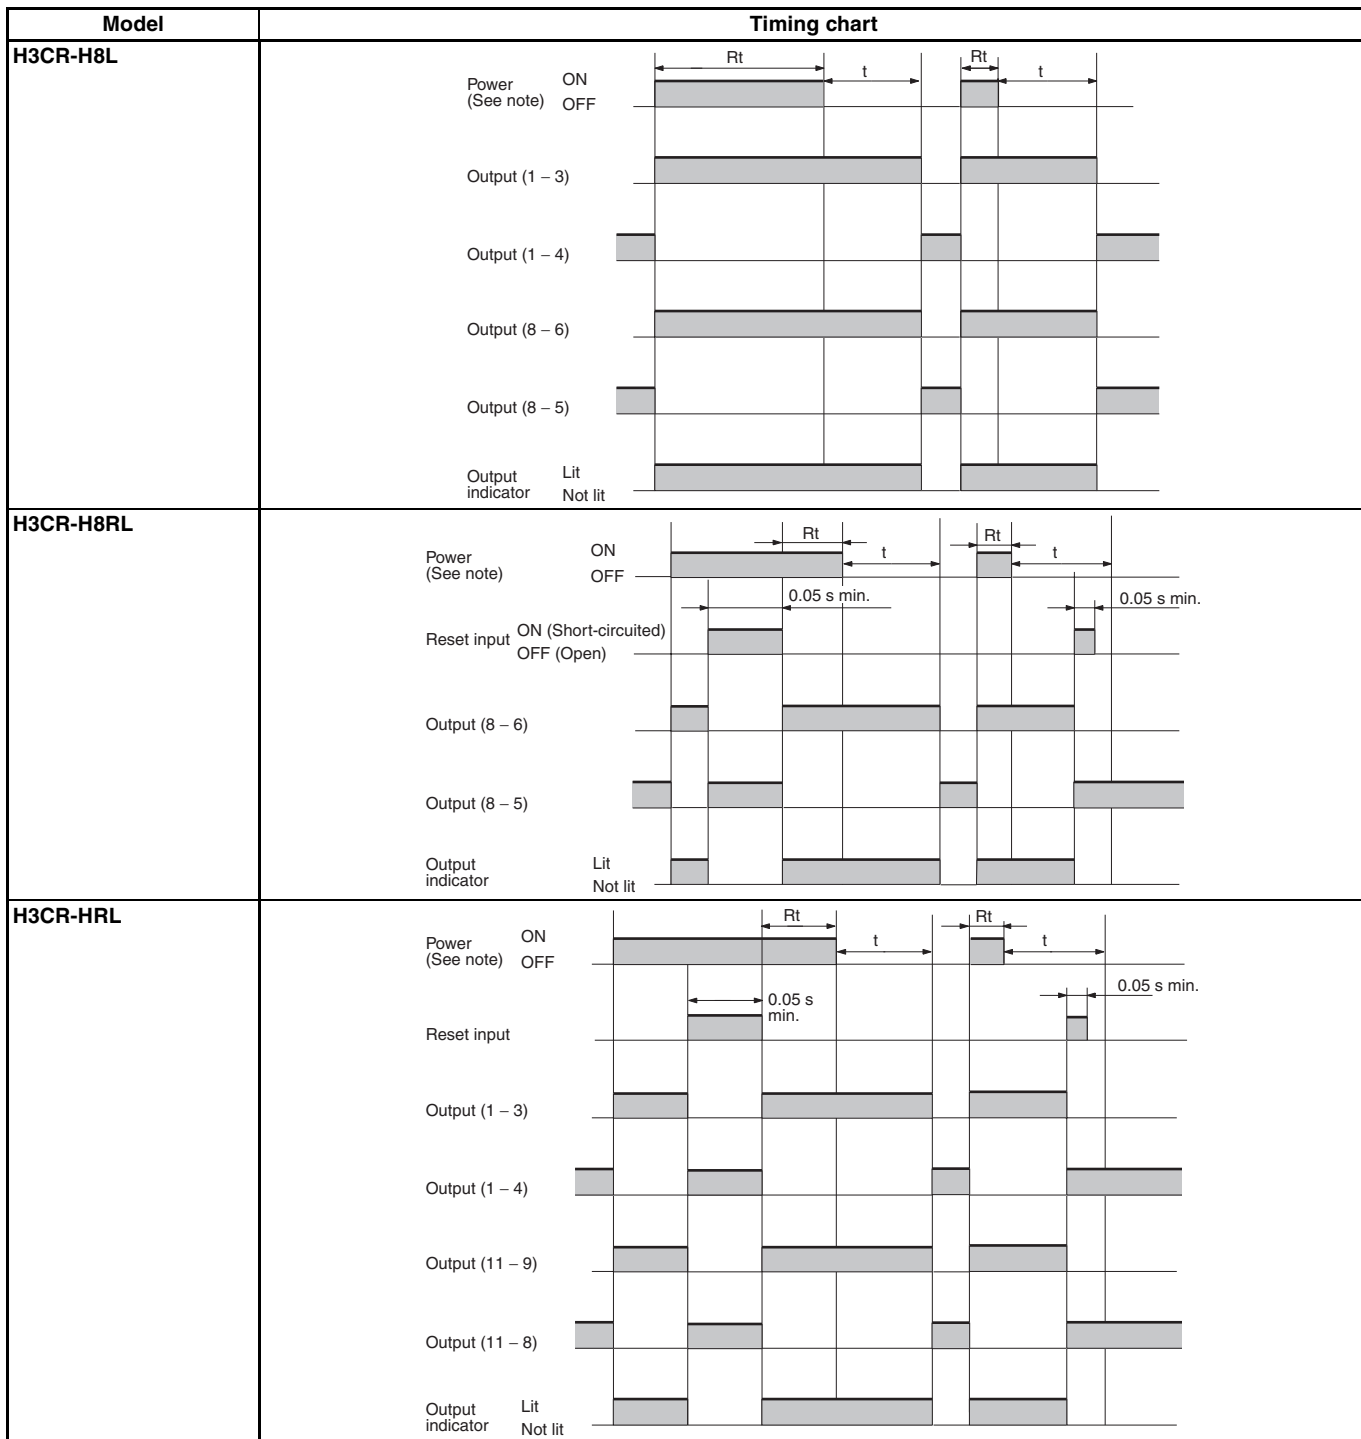 Model Timing chart
H3CR-H8L
Rt Rt
t t
Power ON
(See note) OFF
Output (1 – 3)
Output (1 – 4)
Output (8 – 6)
Output (8 – 5)
Output Lit
indicator Not lit
H3CR-H8RL
Rt Rt
Power ON t t
(See note) OFF
0.05 s min. 0.05 s min.
Reset input ON (Short-circuited)
OFF (Open)
Output (8 – 6)
Output (8 – 5)
Output Lit
indicator Not lit
H3CR-HRL
Rt Rt
Power ON t t
(See note) OFF
0.05 s min.
0.05 s
min.
Reset input
Output (1 – 3)
Output (1 – 4)
Output (11 – 9)
Output (11 – 8)
Output Lit
indicator Not lit